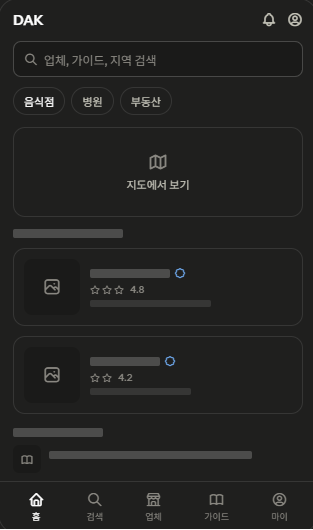 DAK
업체, 가이드, 지역 검색
음식점 병원 부동산
지도에서 보기
4.8
4.2
홈 검색 업체 가이드 마이